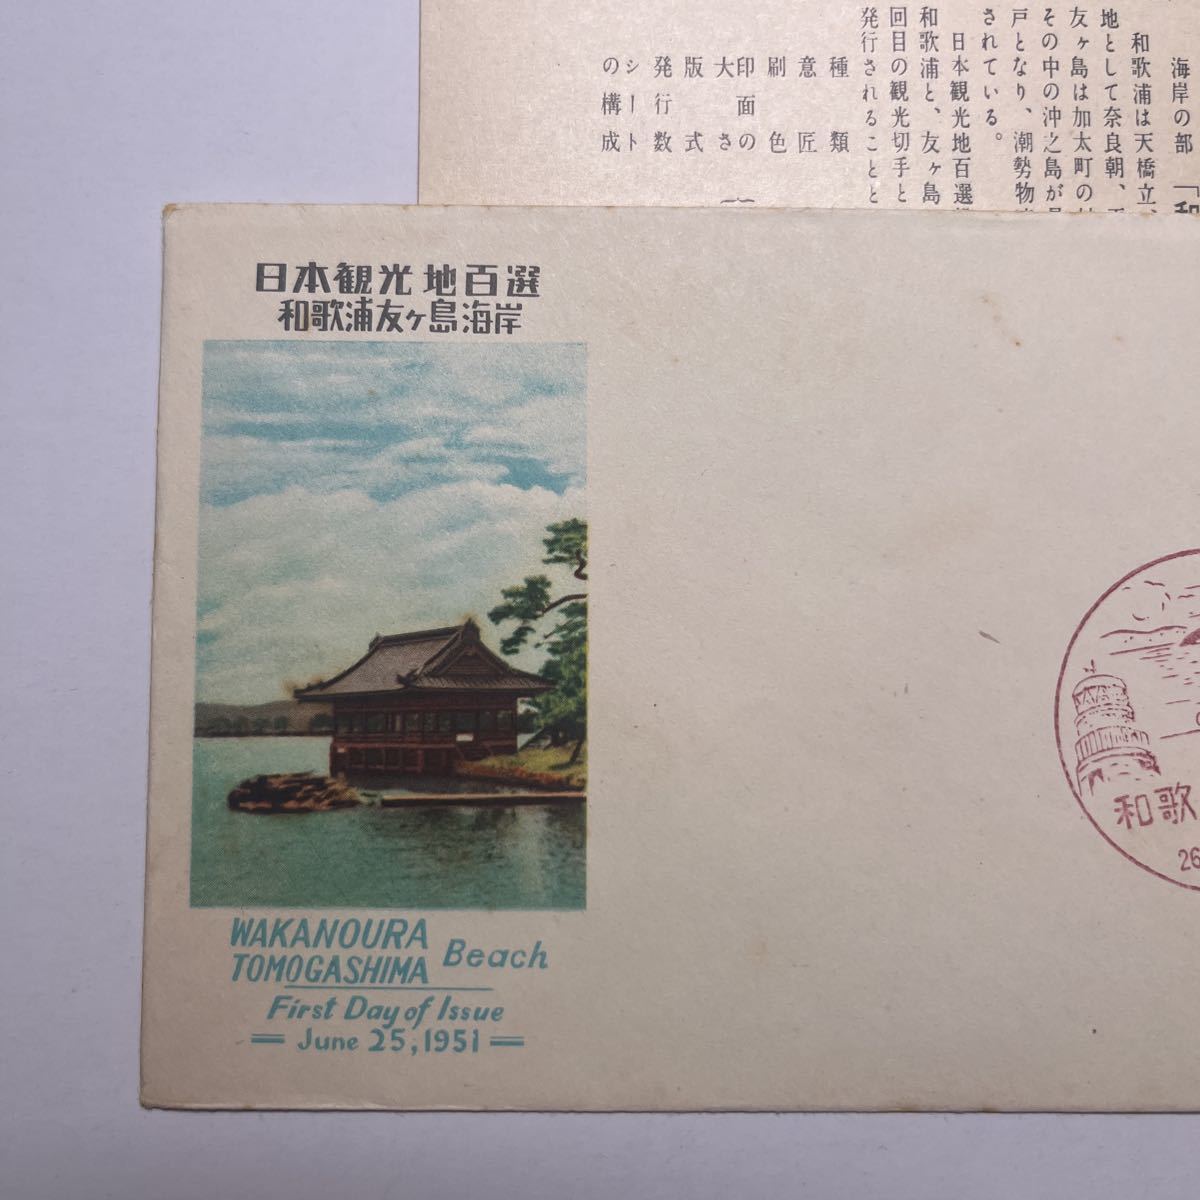 海岸の部 「和
和歌浦は天橋立、
地として奈良朝、
友ヶ島は加太町の
その中の沖之島が
戸となり、潮勢物
されている。
日本観光地百選
和歌浦と、友ヶ島
回目の観光切手と
発行されることと
種類
意匠
刷色
印面の
大さ
版式
発行数
シート
の構成
日本観光地百選
和歌浦友ヶ島海岸
WAKANOURA
TOMOGASHIMA Beach
First Day of Issue
June 25, 1951
和歌
26